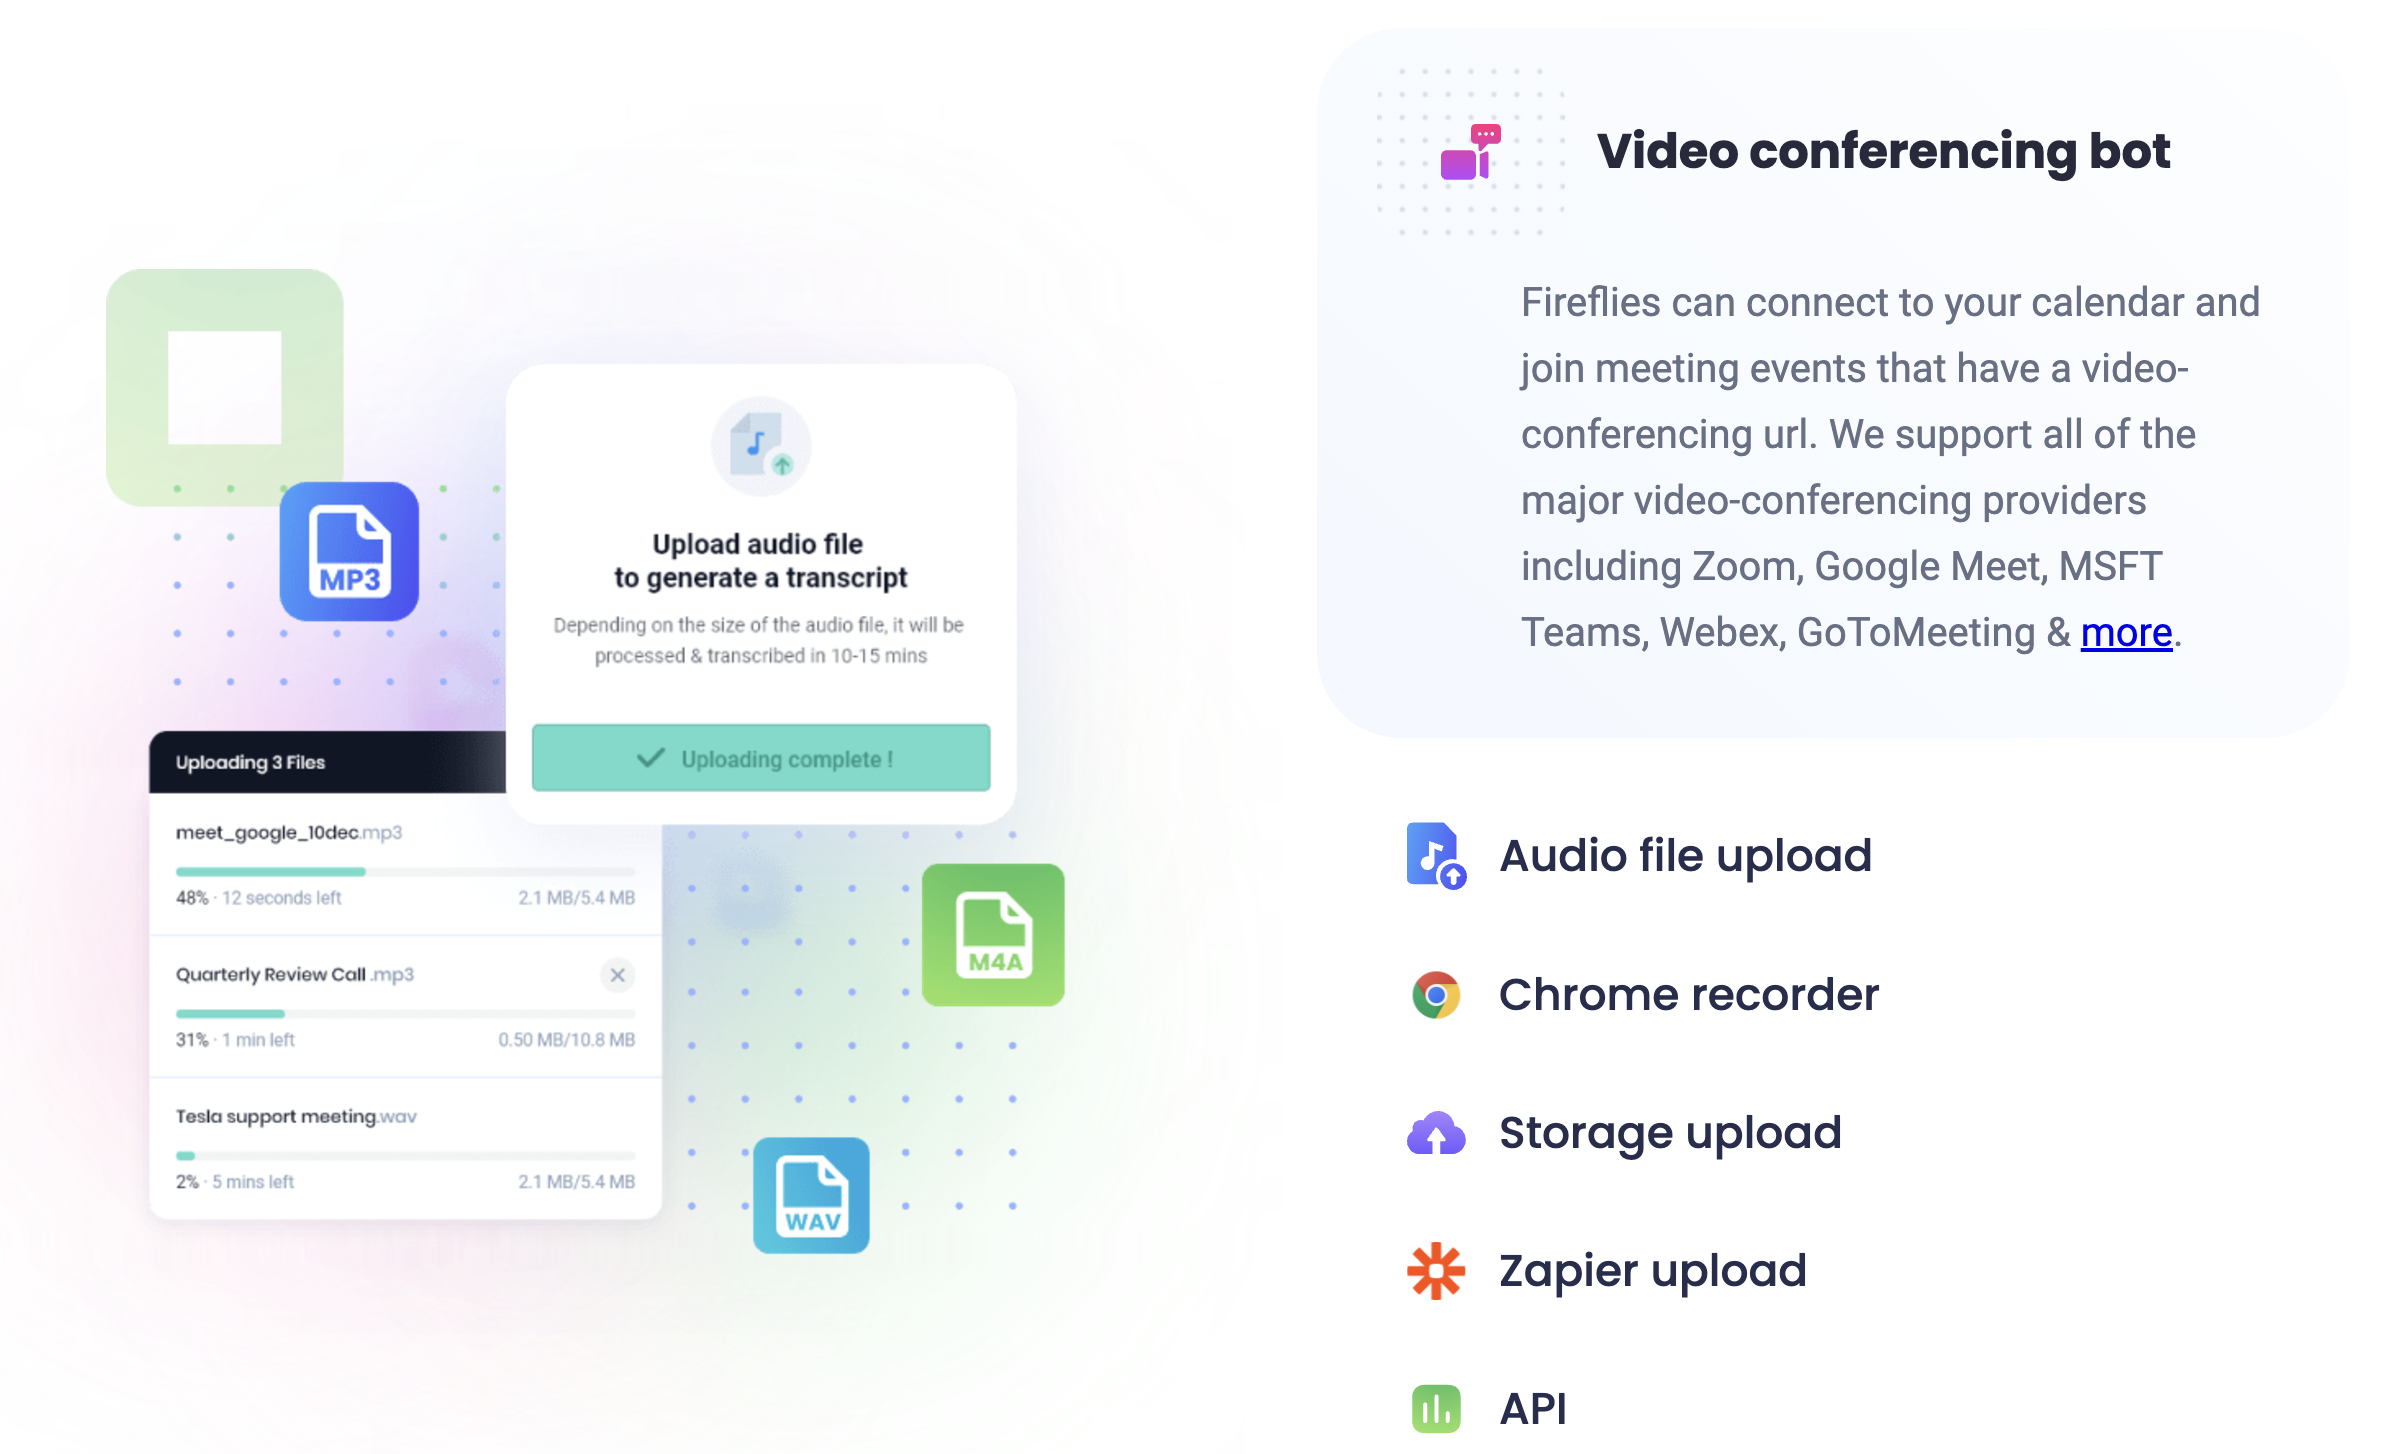 MP3
Upload audio file
to generate a transcript
Depending on the size of the audio file, it will be
processed & transcribed in 10-15 mins
Uploading complete !
Uploading 3 Files
meet_google_10dec.mp3
48% · 12 seconds left 2.1 MB/5.4 MB
Quarterly Review Call .mp3
31% · 1 min left 0.50 MB/10.8 MB
Tesla support meeting.wav
2% · 5 mins left 2.1 MB/5.4 MB
M4A
WAV
Video conferencing bot
Fireflies can connect to your calendar and
join meeting events that have a video-
conferencing url. We support all of the
major video-conferencing providers
including Zoom, Google Meet, MSFT
Teams, Webex, GoToMeeting & more.
Audio file upload
Chrome recorder
Storage upload
Zapier upload
API